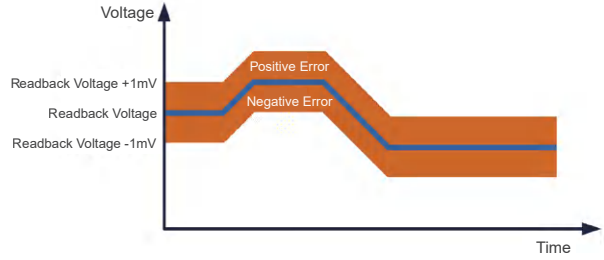 Voltage
Positive Error
Readback Voltage +1mV
Negative Error
Readback Voltage
Readback Voltage -1mV
Time